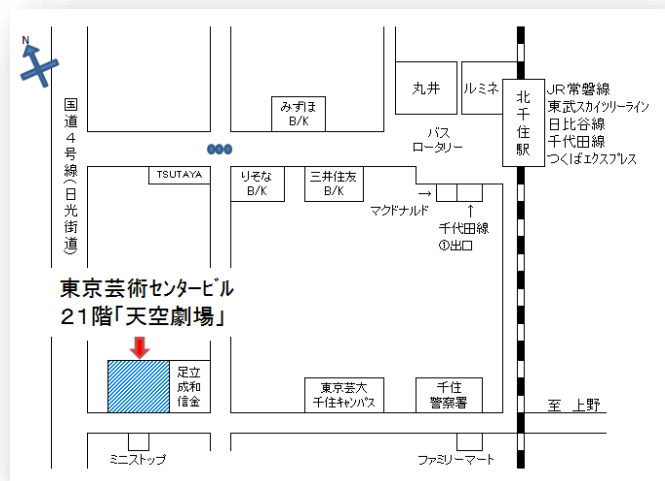 N
国道4号線(日光街道)
みずほ
B/K
丸井
ルミネ
北千住駅
JR常磐線
東武スカイツリーライン
日比谷線
千代田線
つくばエクスプレス
バス
ロータリー
TSUTAYA
りそな
B/K
三井住友
B/K
→
マクドナルド
↑
千代田線
①出口
東京芸術センタービル
21階「天空劇場」
足立
成和
信金
東京芸大
千住キャンパス
千住
警察署
至 上野
ミニストップ
ファミリーマート